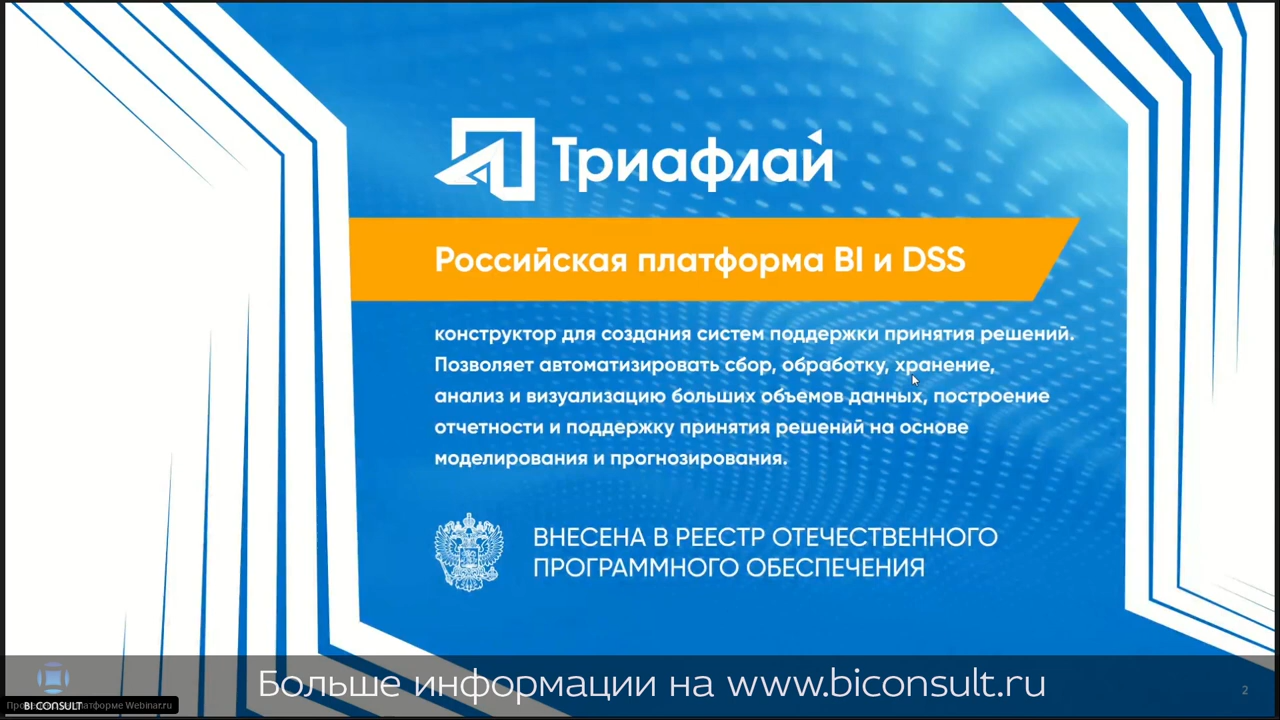 Триафлай
Российская платформа BI и DSS
конструктор для создания систем поддержки принятия решений.
Позволяет автоматизировать сбор, обработку, хранение,
анализ и визуализацию больших объемов данных, построение
отчетности и поддержку принятия решений на основе
моделирования и прогнозирования.
ВНЕСЕНА В РЕЕСТР ОТЕЧЕСТВЕННОГО
ПРОГРАММНОГО ОБЕСПЕЧЕНИЯ
Больше информации на www.biconsult.ru
2
BI CONSULT
Webinar.ru